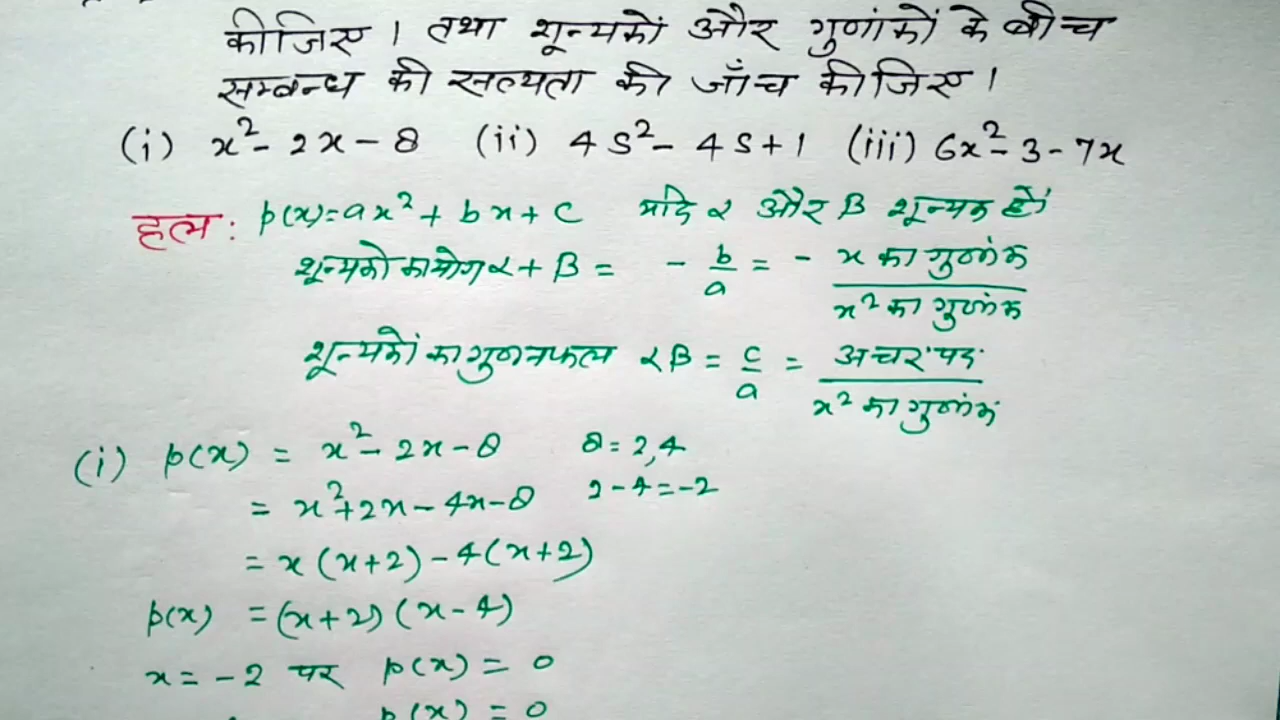 कीजिए । तथा शून्यकों और गुणांकों के बीच
सम्बन्ध की सत्यता की जाँच कीजिए ।
(i) x² - 2x - 8 (ii) 4s² - 4s + 1 (iii) 6x² - 3 - 7x
हल : p(x) = ax² + bx + c यदि α और β शून्यक हों
शून्यकों का योग α + β = - b/a = - x का गुणांक / x² का गुणांक
शून्यकों का गुणनफल αβ = c/a = अचर पद / x² का गुणांक
(i) p(x) = x² - 2x - 8 8 = 2,4
= x² + 2x - 4x - 8 2 - 4 = -2
= x (x+2) - 4 (x+2)
p(x) = (x+2) (x-4)
x = -2 पर p(x) = 0
p(x) = 0